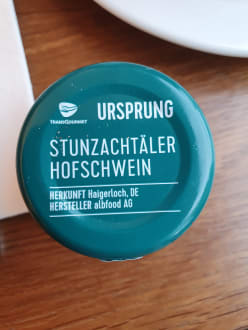 TRANSGOURMET
URSPRUNG
STUNZACHTÄLER
HOFSCHWEIN
HERKUNFT Haigerloch, DE
HERSTELLER albfood AG